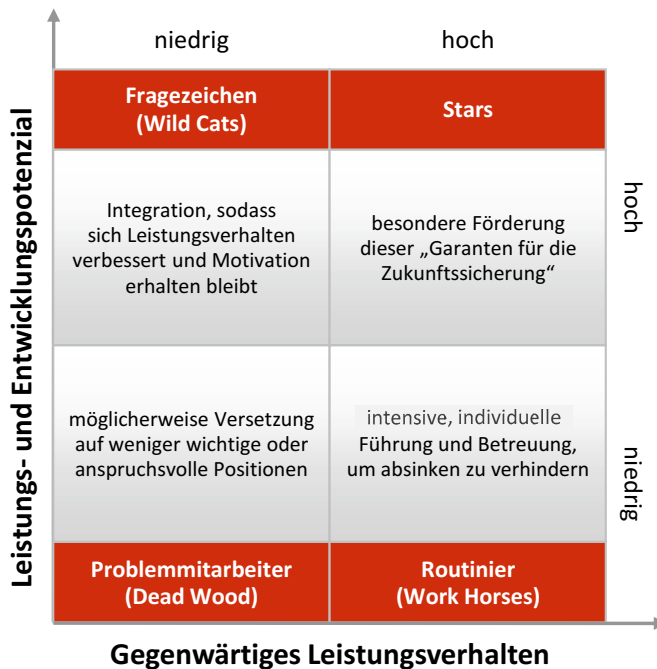 niedrig
hoch
Fragezeichen
(Wild Cats)
Stars
Integration, sodass
sich Leistungsverhalten
verbessert und Motivation
erhalten bleibt
besondere Förderung
dieser „Garanten für die
Zukunftssicherung“
hoch
möglicherweise Versetzung
auf weniger wichtige oder
anspruchsvolle Positionen
intensive, individuelle
Führung und Betreuung,
um absinken zu verhindern
niedrig
Problemmitarbeiter
(Dead Wood)
Routinier
(Work Horses)
Leistungs- und Entwicklungspotenzial
Gegenwärtiges Leistungsverhalten